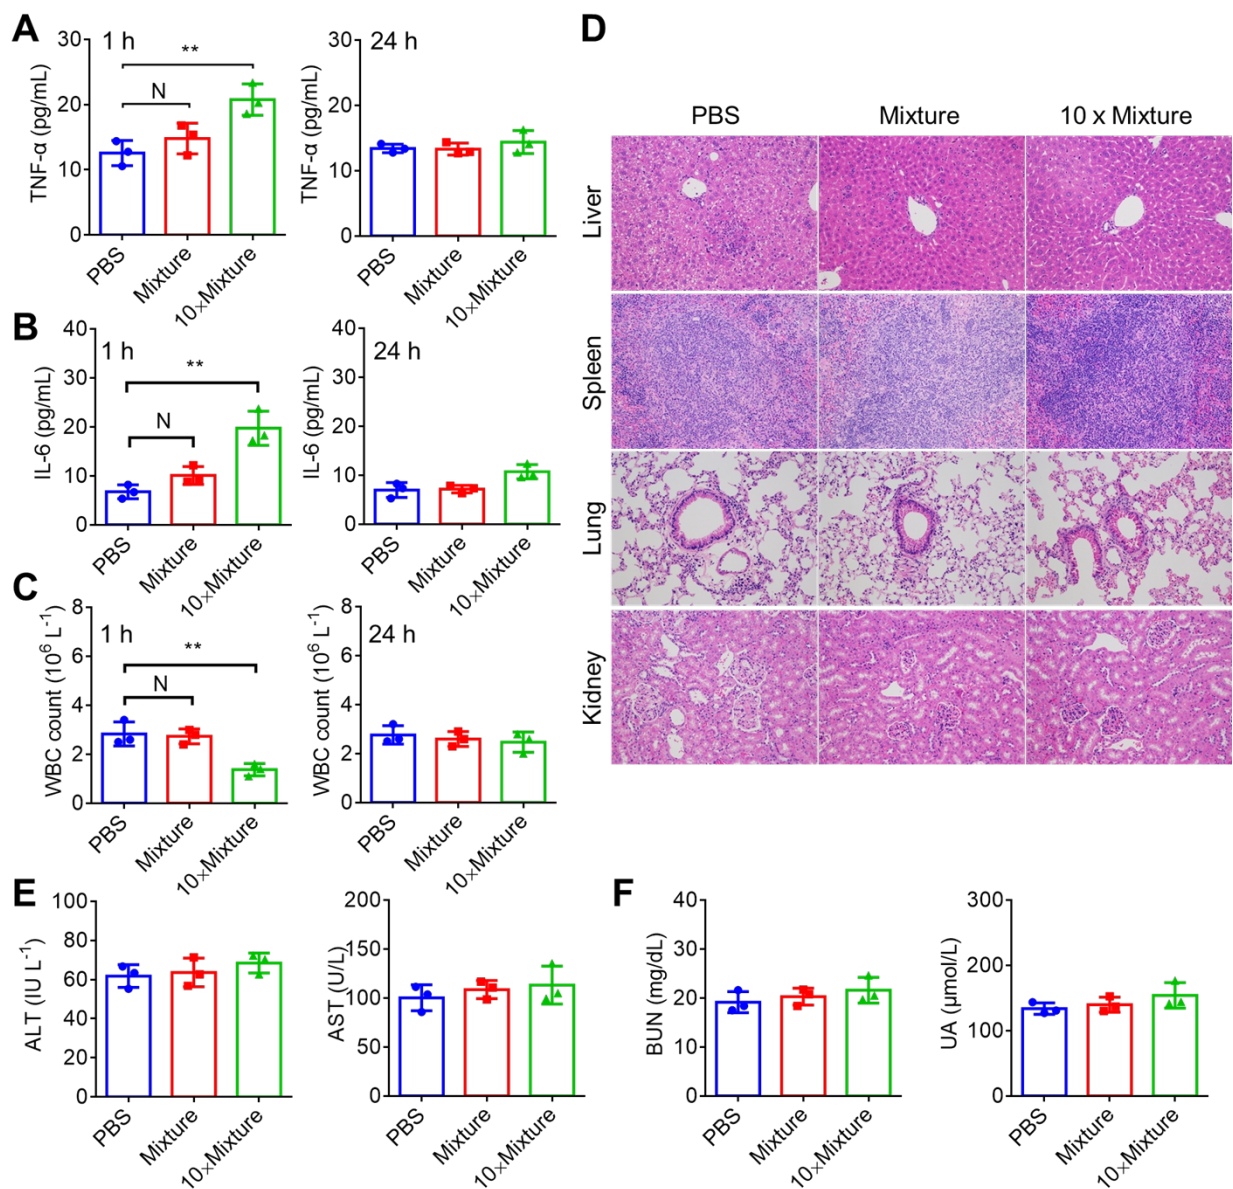 A
TNF-α (pg/mL)
30
20
10
0
1 h
**
N
PBS
Mixture
10×Mixture
TNF-α (pg/mL)
30
20
10
0
24 h
PBS
Mixture
10×Mixture
B
IL-6 (pg/mL)
40
30
20
10
0
1 h
**
N
PBS
Mixture
10×Mixture
IL-6 (pg/mL)
40
30
20
10
0
24 h
PBS
Mixture
10×Mixture
C
WBC count (10⁶ L⁻¹)
8
6
4
2
0
1 h
**
N
PBS
Mixture
10×Mixture
WBC count (10⁶ L⁻¹)
8
6
4
2
0
24 h
PBS
Mixture
10×Mixture
D
PBS Mixture 10 x Mixture
Liver
Spleen
Lung
Kidney
E
ALT (IU L⁻¹)
100
80
60
40
20
0
PBS
Mixture
10×Mixture
AST (U/L)
200
150
100
50
0
PBS
Mixture
10×Mixture
F
BUN (mg/dL)
40
30
20
10
0
PBS
Mixture
10×Mixture
UA (μmol/L)
300
200
100
0
PBS
Mixture
10×Mixture